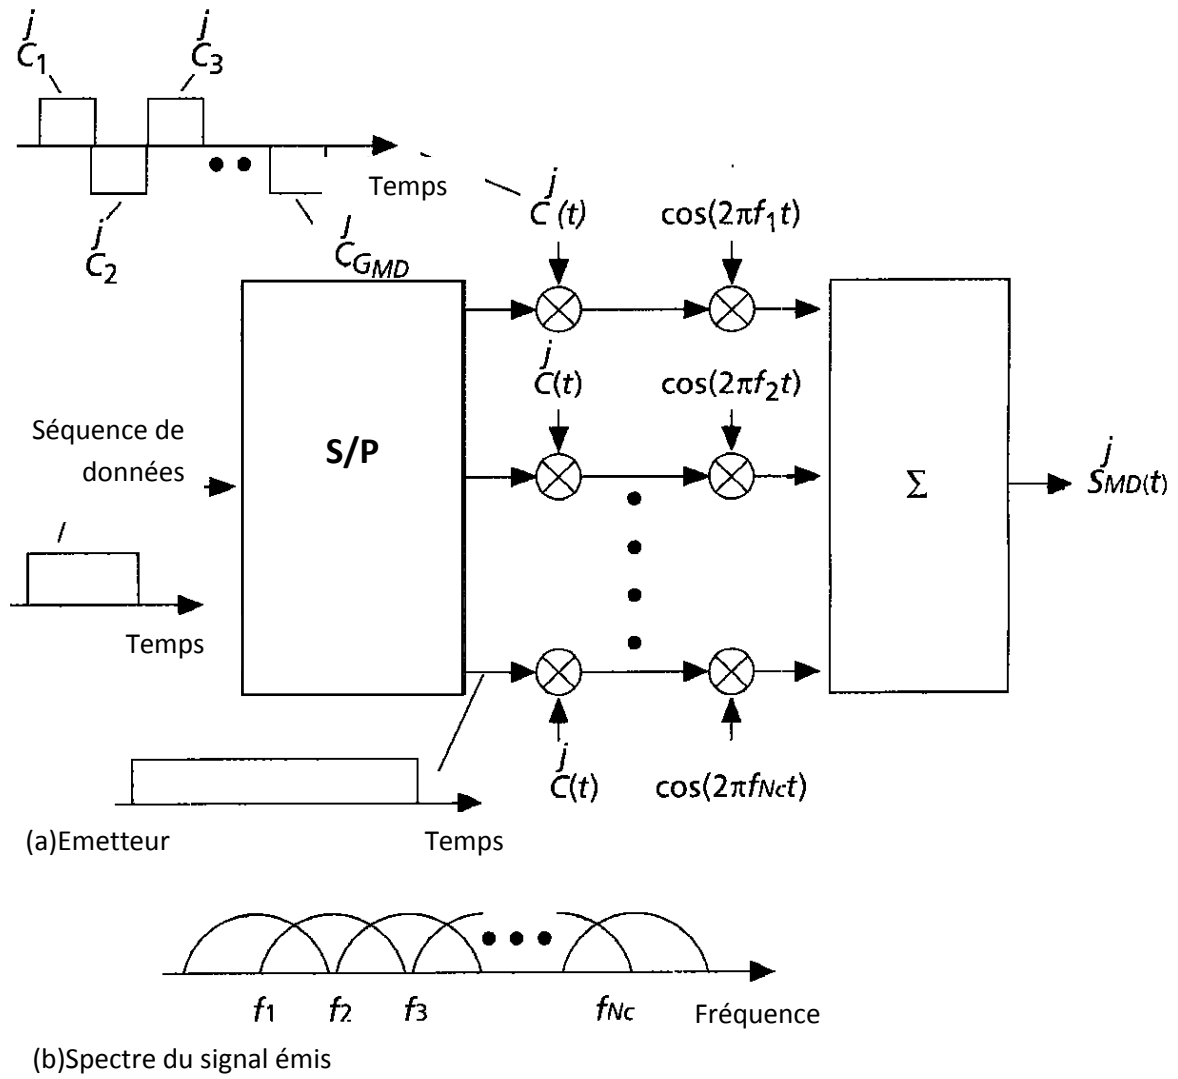 j
C1
j
C3
Temps
j
C2
j
CGMD
j
C(t)
cos(2πf1t)
j
C(t)
cos(2πf2t)
Séquence de
données
S/P
Σ
j
SMD(t)
Temps
j
C(t)
cos(2πfNct)
(a)Emetteur
Temps
f1
f2
f3
fNc
Fréquence
(b)Spectre du signal émis